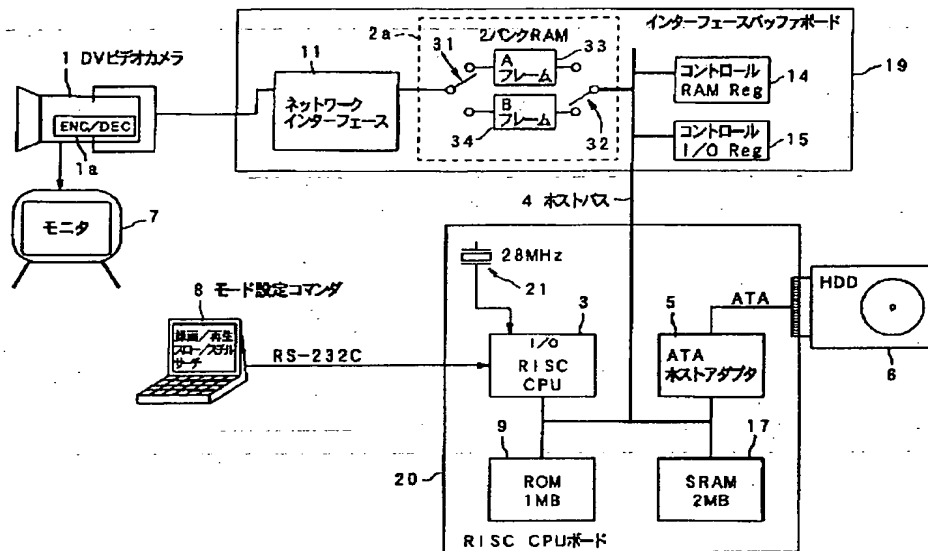 インターフェースバッファボード
2a
2バンクRAM
1 DVビデオカメラ
11
31
A
フレーム
33
コントロール
RAM Reg
14
19
ENC/DEC
ネットワーク
インターフェース
B
フレーム
34
32
コントロール
I/O Reg
15
1a
4 ホストバス
モニタ
7
28MHz
21
HDD
8 モード設定コマンダ
3
5
ATA
録画/再生
スロー/スチル
サーチ
RS-232C
I/O
RISC
CPU
ATA
ホストアダプタ
6
9
17
20
ROM
1MB
SRAM
2MB
RISC CPUボード